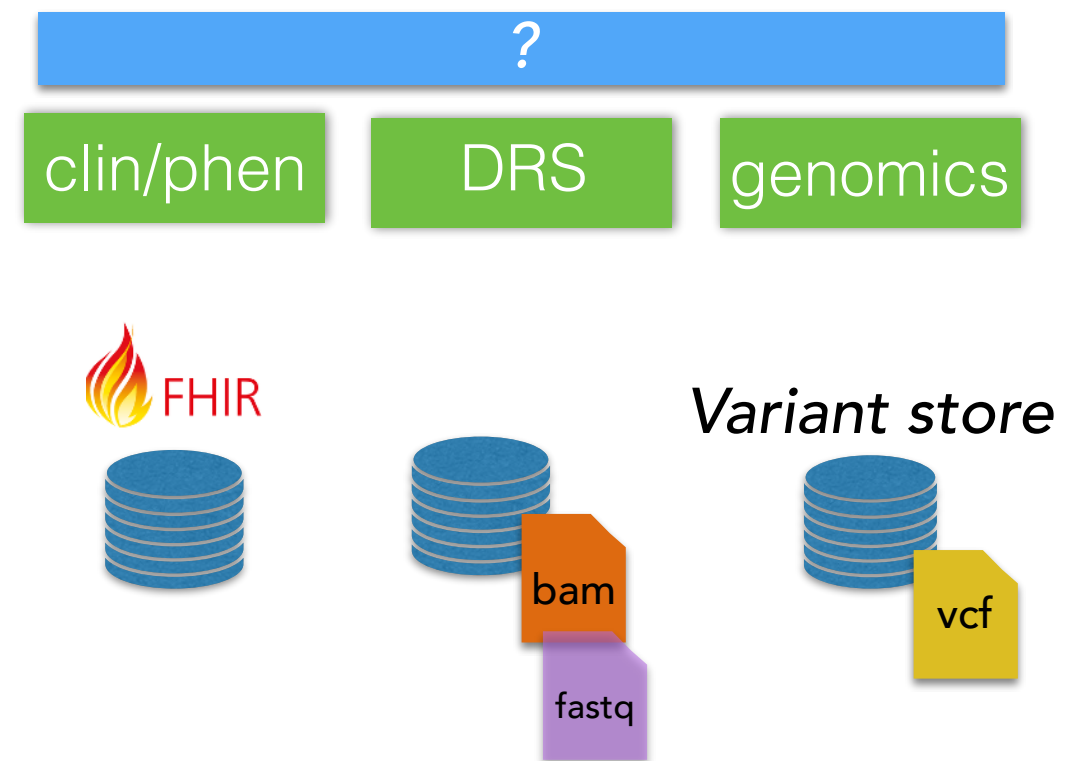 ?
clin/phen
DRS
genomics
FHIR
Variant store
bam
vcf
fastq